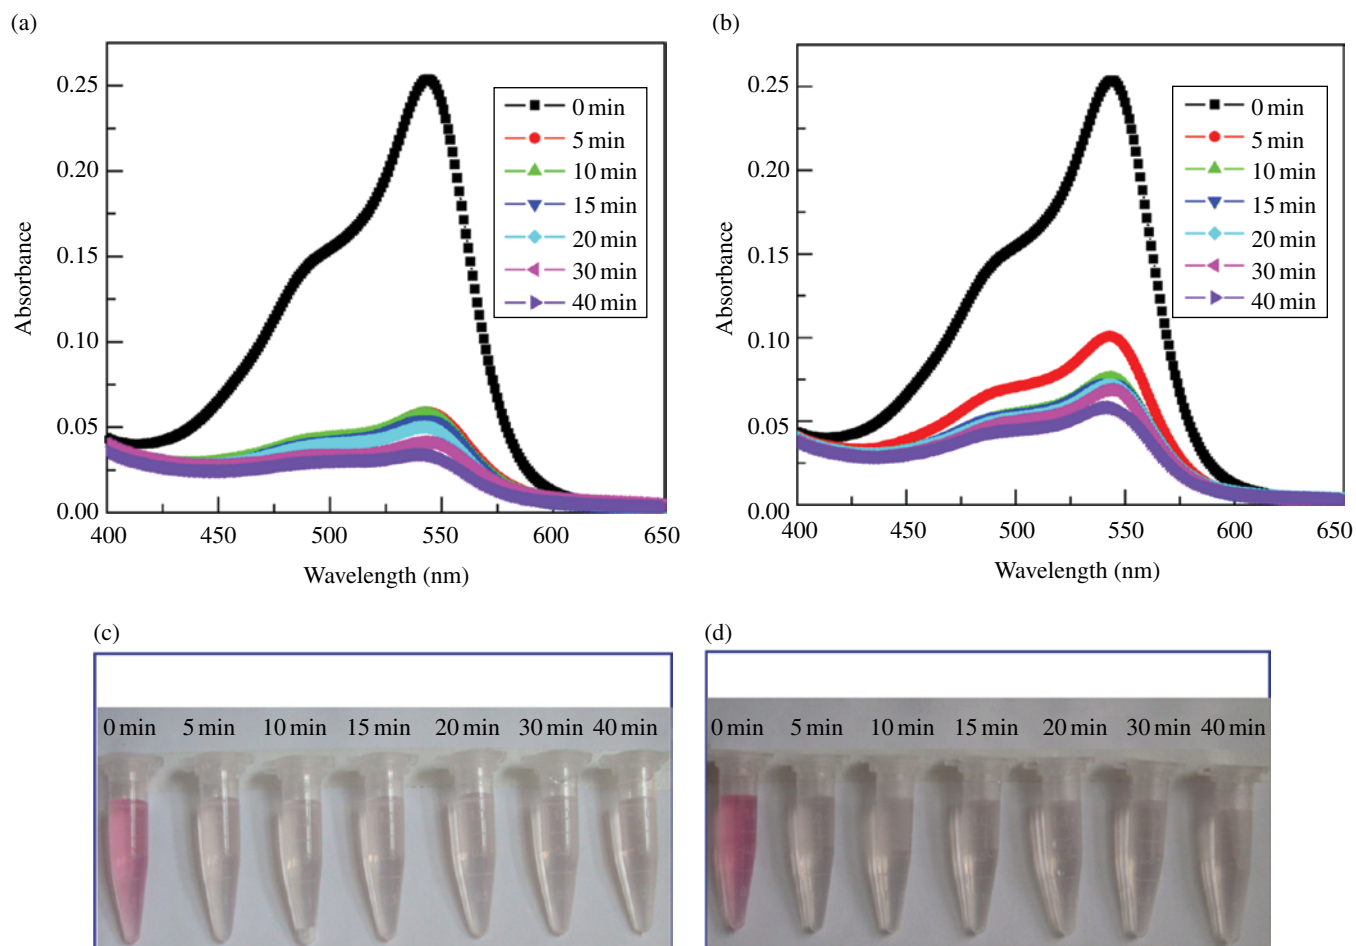 (a)
0.25
0.20
0.15
0.10
0.05
0.00
Absorbance
400
450
500
550
600
650
Wavelength (nm)
0 min
5 min
10 min
15 min
20 min
30 min
40 min
(b)
0.25
0.20
0.15
0.10
0.05
0.00
Absorbance
400
450
500
550
600
650
Wavelength (nm)
0 min
5 min
10 min
15 min
20 min
30 min
40 min
(c)
0 min 5 min 10 min 15 min 20 min 30 min 40 min
(d)
0 min 5 min 10 min 15 min 20 min 30 min 40 min